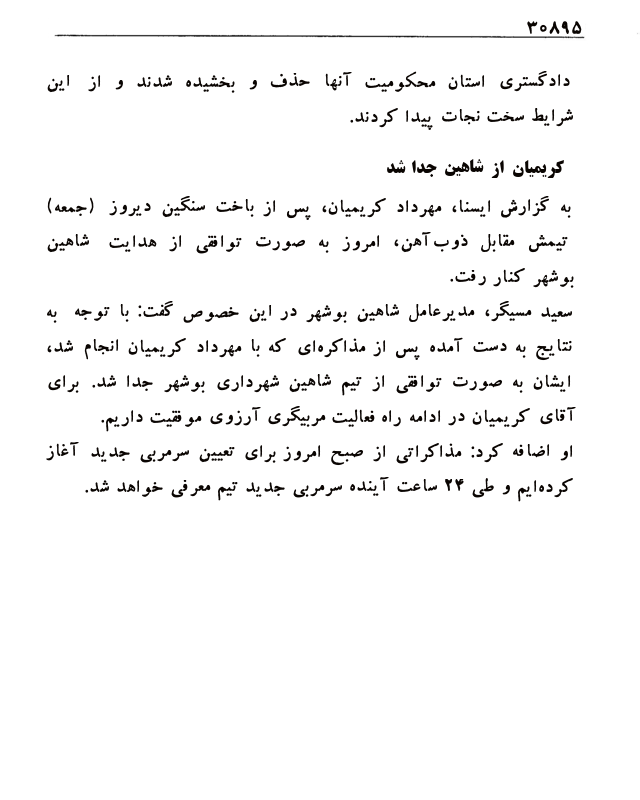 ۳۰۸۹۵
دادگستری استان محکومیت آنها حذف و بخشیده شدند و از این
شرایط سخت نجات پیدا کردند.
کریمیان از شاهین جدا شد
به گزارش ایسنا، مهرداد کریمیان، پس از باخت سنگین دیروز (جمعه)
تیمش مقابل ذوب‌آهن، امروز به صورت توافقی از هدایت شاهین
بوشهر کنار رفت.
سعید مسیگر، مدیرعامل شاهین بوشهر در این خصوص گفت: با توجه به
نتایج به دست آمده پس از مذاکره‌ای که با مهرداد کریمیان انجام شد،
ایشان به صورت توافقی از تیم شاهین شهرداری بوشهر جدا شد. برای
آقای کریمیان در ادامه راه فعالیت مربیگری آرزوی موفقیت داریم.
او اضافه کرد: مذاکراتی از صبح امروز برای تعیین سرمربی جدید آغاز
کرده‌ایم و طی ۲۴ ساعت آینده سرمربی جدید تیم معرفی خواهد شد.